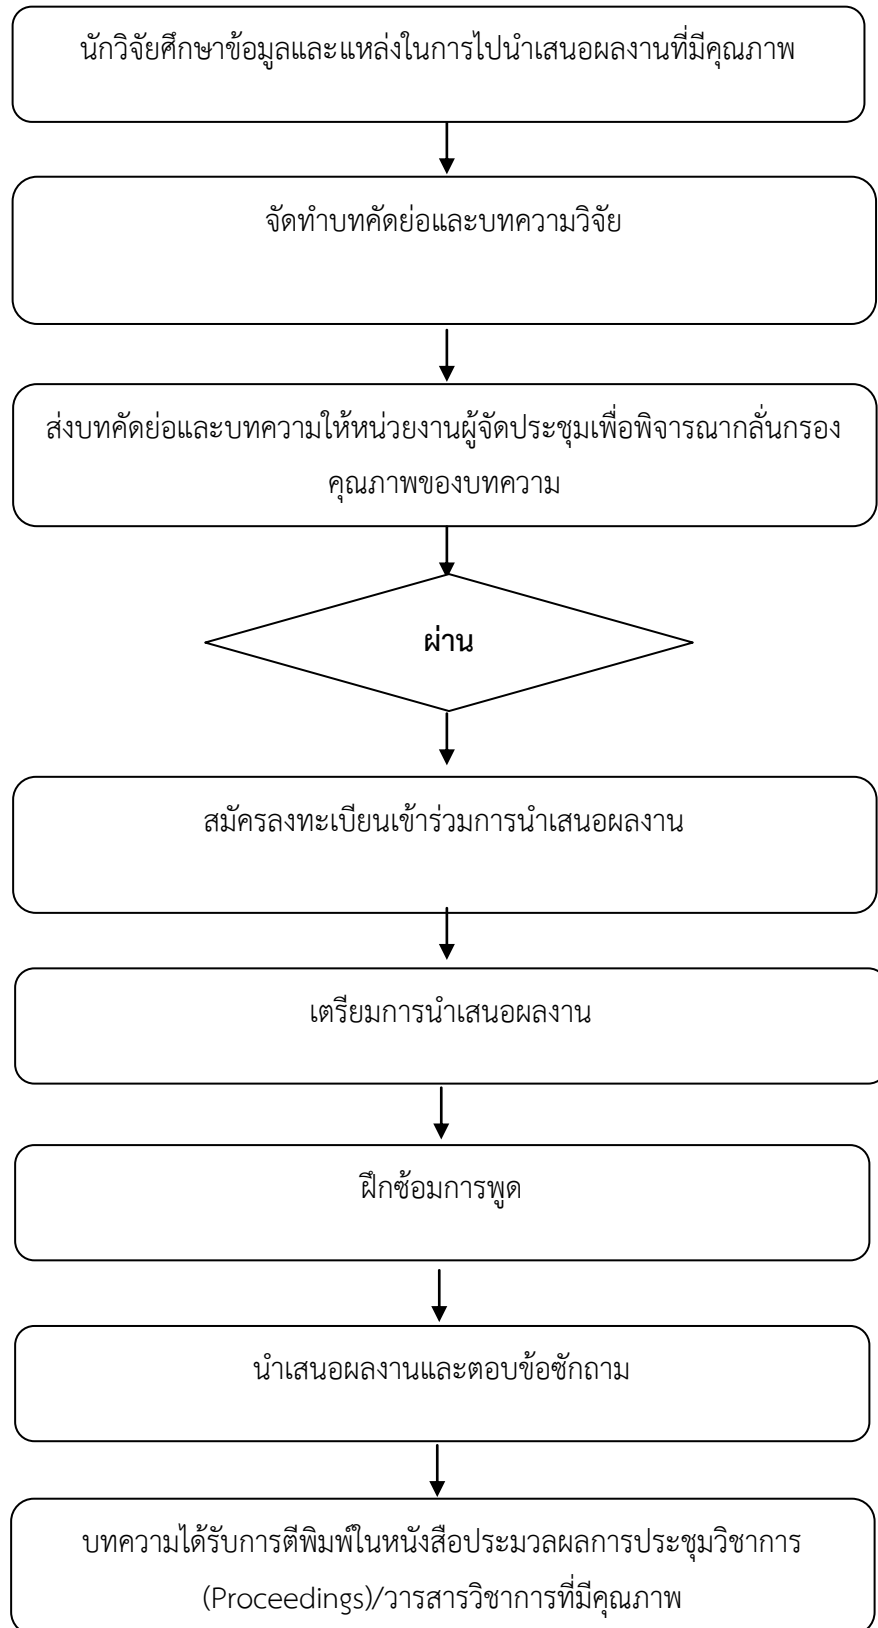 นักวิจัยศึกษาข้อมูลและแหล่งในการไปนำเสนอผลงานที่มีคุณภาพ
จัดทำบทคัดย่อและบทความวิจัย
ส่งบทคัดย่อและบทความให้หน่วยงานผู้จัดประชุมเพื่อพิจารณากลั่นกรอง
คุณภาพของบทความ
ผ่าน
สมัครลงทะเบียนเข้าร่วมการนำเสนอผลงาน
เตรียมการนำเสนอผลงาน
ฝึกซ้อมการพูด
นำเสนอผลงานและตอบข้อซักถาม
บทความได้รับการตีพิมพ์ในหนังสือประมวลผลการประชุมวิชาการ
(Proceedings)/วารสารวิชาการที่มีคุณภาพ